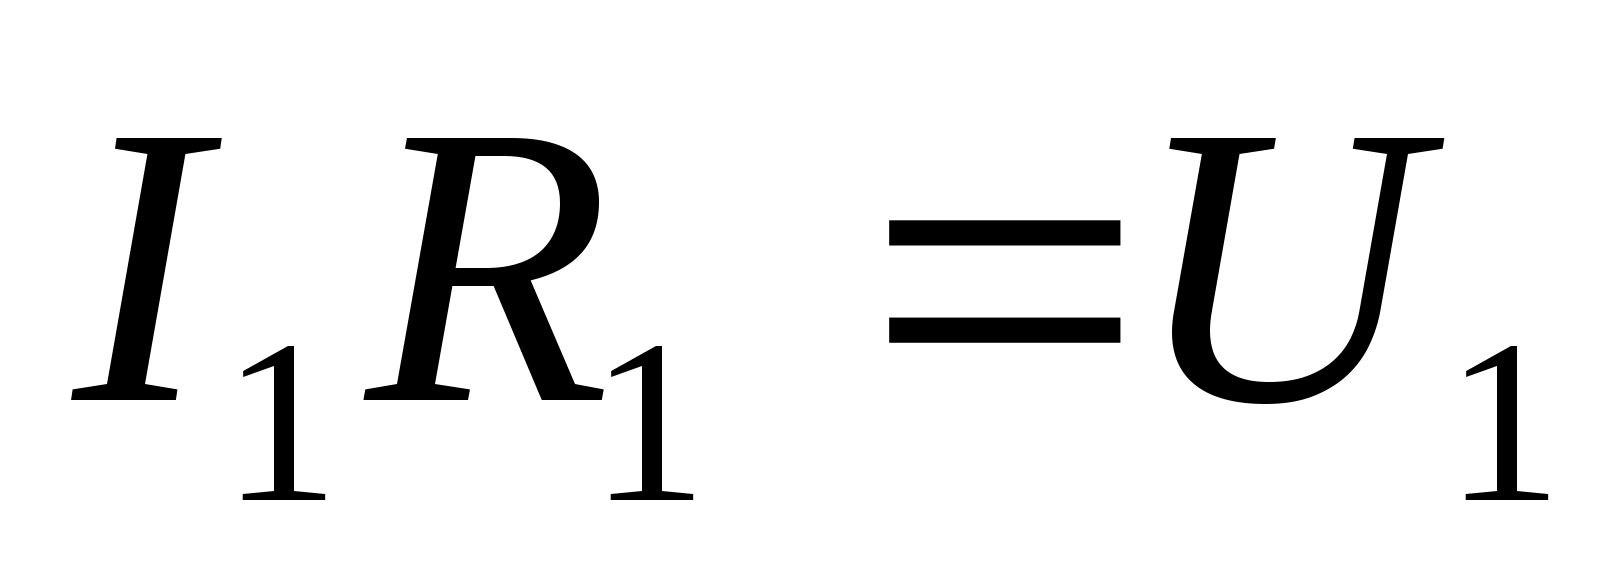 I₁R₁ = U₁